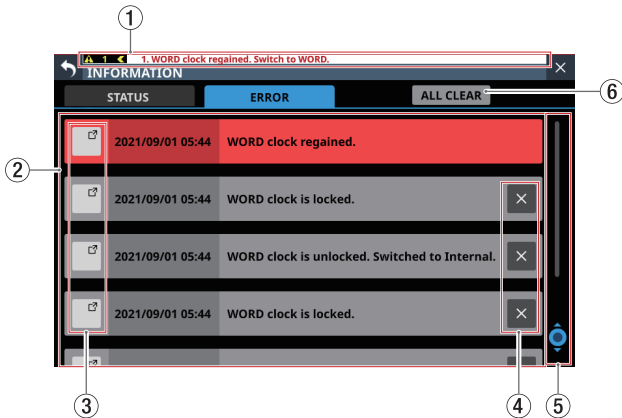 ①
1 1. WORD clock regained. Switch to WORD.
INFORMATION
STATUS ERROR ALL CLEAR
⑥
②
2021/09/01 05:44 WORD clock regained.
2021/09/01 05:44 WORD clock is locked.
2021/09/01 05:44 WORD clock is unlocked. Switched to Internal.
2021/09/01 05:44 WORD clock is locked.
③ ④ ⑤